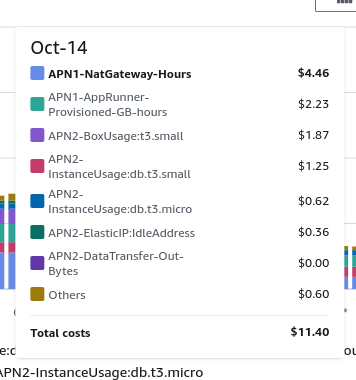 Oct-14
APN1-NatGateway-Hours $4.46
APN1-AppRunner-
Provisioned-GB-hours $2.23
APN2-BoxUsage:t3.small $1.87
APN2-
InstanceUsage:db.t3.small $1.25
APN2-
InstanceUsage:db.t3.micro $0.62
APN2-ElasticIP:IdleAddress $0.36
APN2-DataTransfer-Out-
Bytes $0.00
Others $0.60
Total costs $11.40
APN2-InstanceUsage:db.t3.micro